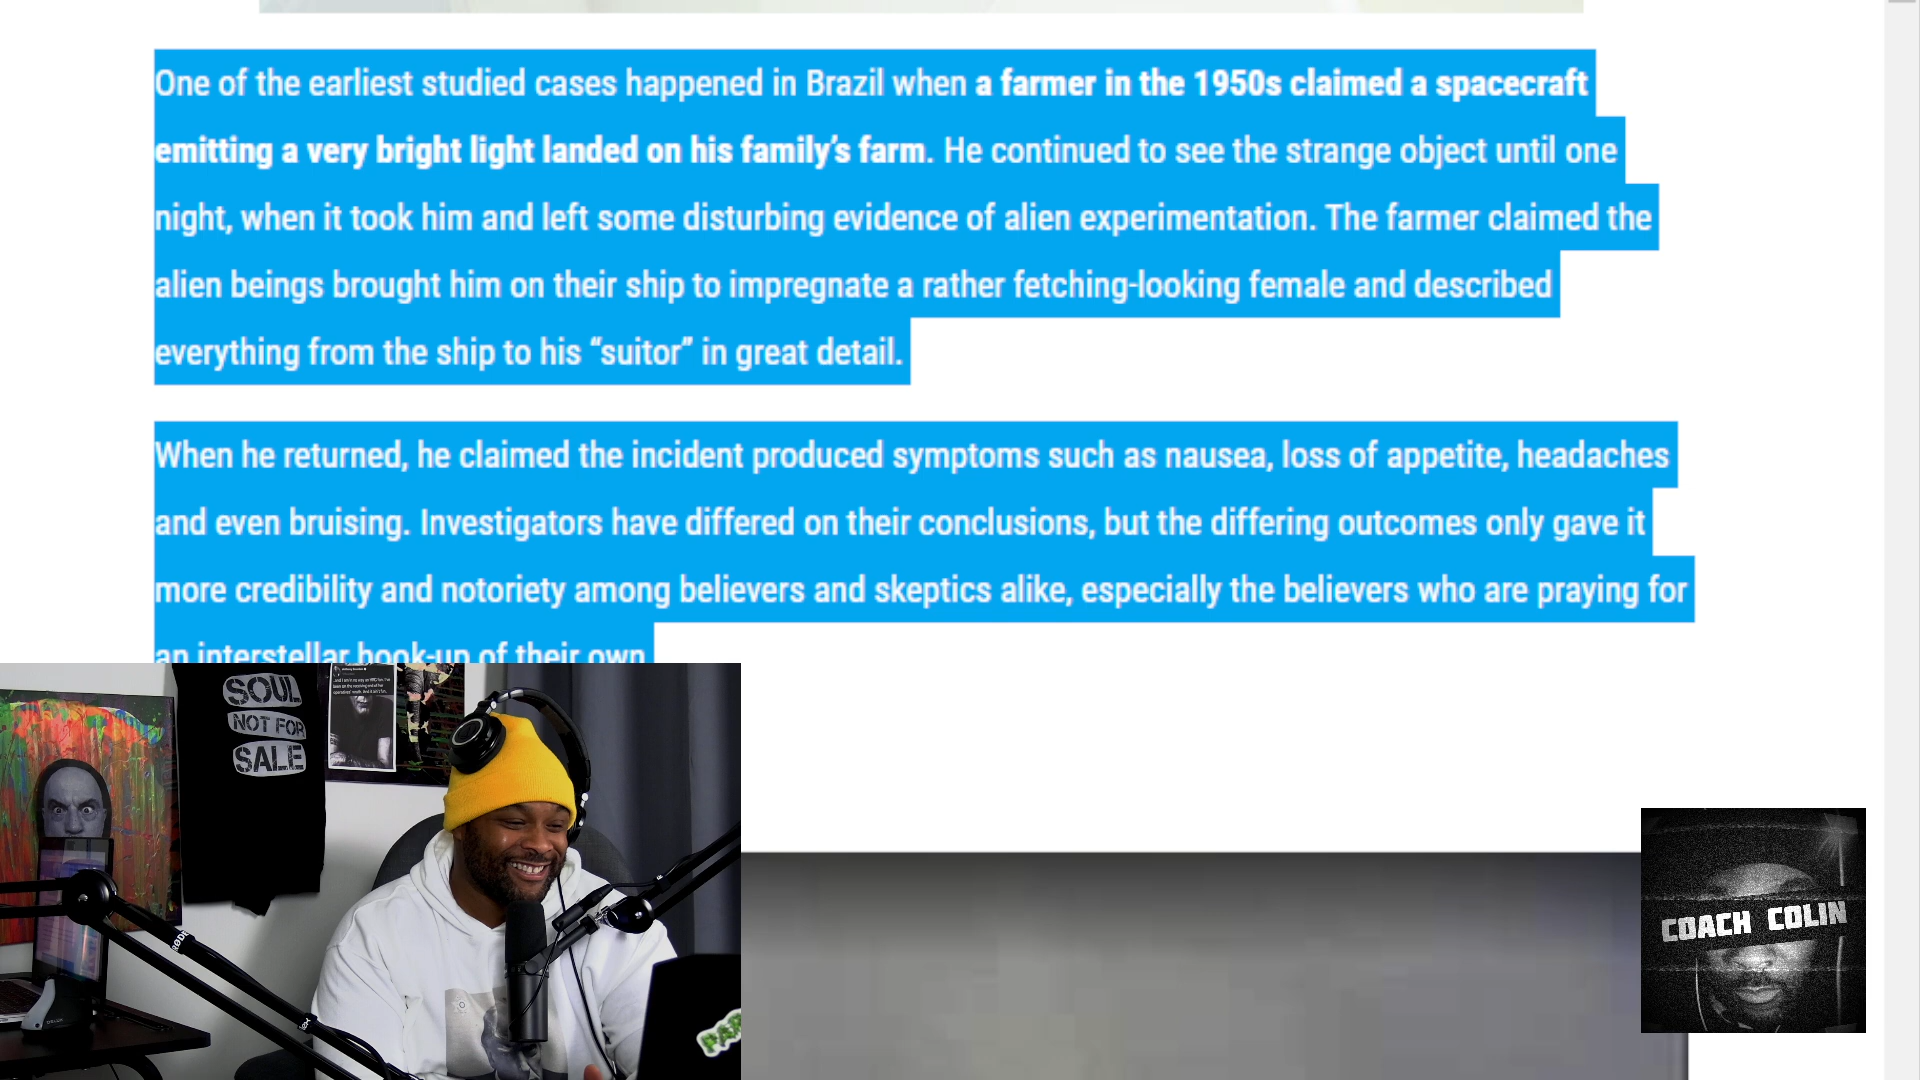 One of the earliest studied cases happened in Brazil when a farmer in the 1950s claimed a spacecraft
emitting a very bright light landed on his family’s farm. He continued to see the strange object until one
night, when it took him and left some disturbing evidence of alien experimentation. The farmer claimed the
alien beings brought him on their ship to impregnate a rather fetching-looking female and described
everything from the ship to his “suitor” in great detail.
When he returned, he claimed the incident produced symptoms such as nausea, loss of appetite, headaches
and even bruising. Investigators have differed on their conclusions, but the differing outcomes only gave it
more credibility and notoriety among believers and skeptics alike, especially the believers who are praying for
an interstellar hook-up of their own
SOUL
NOT FOR
SALE
RØDE
COACH COLIN